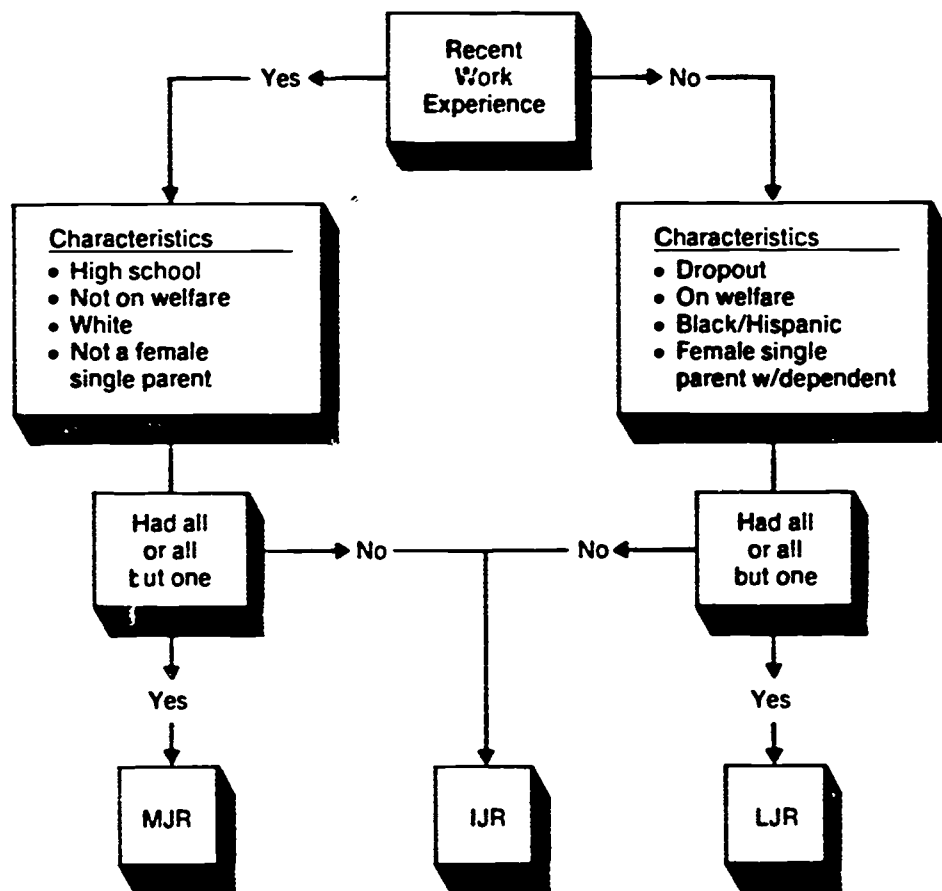 Recent
Work
Experience
Yes
No
Characteristics
• High school
• Not on welfare
• White
• Not a female
single parent
Characteristics
• Dropout
• On welfare
• Black/Hispanic
• Female single
parent w/dependent
Had all
or all
but one
No
No
Had all
or all
but one
Yes
Yes
MJR
IJR
LJR